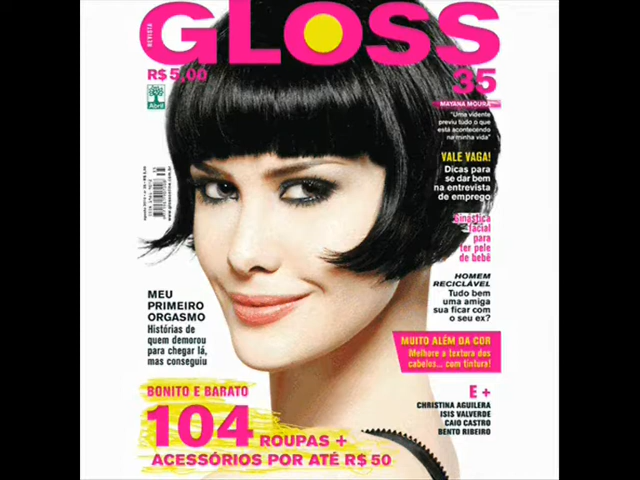 REVISTA
GLOSS
R$ 5,00
Abril
35
MAYANA MOURA
"Uma vidente
previu tudo o que
está acontecendo
na minha vida"
VALE VAGA!
Dicas para
se dar bem
na entrevista
de emprego
Ginástica
facial
para
ter pele
de bebê
HOMEM
RECICLÁVEL
Tudo bem
uma amiga
sua ficar com
o seu ex?
MUITO ALÉM DA COR
Melhore a textura dos
cabelos... com tintura!
E +
CHRISTINA AGUILERA
ISIS VALVERDE
CAIO CASTRO
BENTO RIBEIRO
MEU
PRIMEIRO
ORGASMO
Histórias de
quem demorou
para chegar lá,
mas conseguiu
BONITO E BARATO
104 ROUPAS +
ACESSÓRIOS POR ATÉ R$ 50